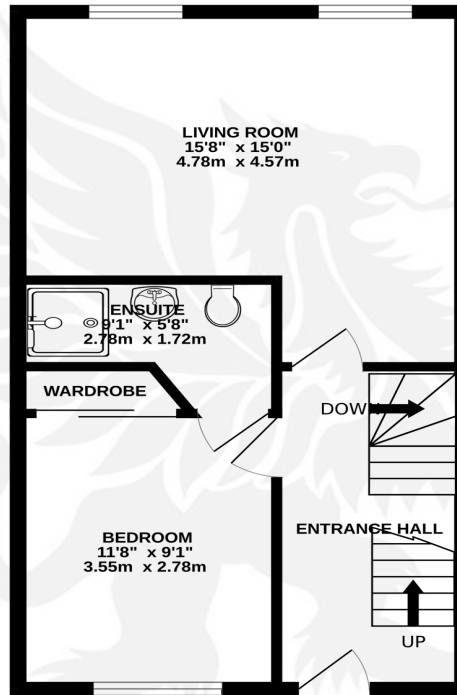 LIVING ROOM
15'8" x 15'0"
4.78m x 4.57m
ENSUITE
9'1" x 5'8"
2.78m x 1.72m
WARDROBE
DOWN
BEDROOM
11'8" x 9'1"
3.55m x 2.78m
ENTRANCE HALL
UP